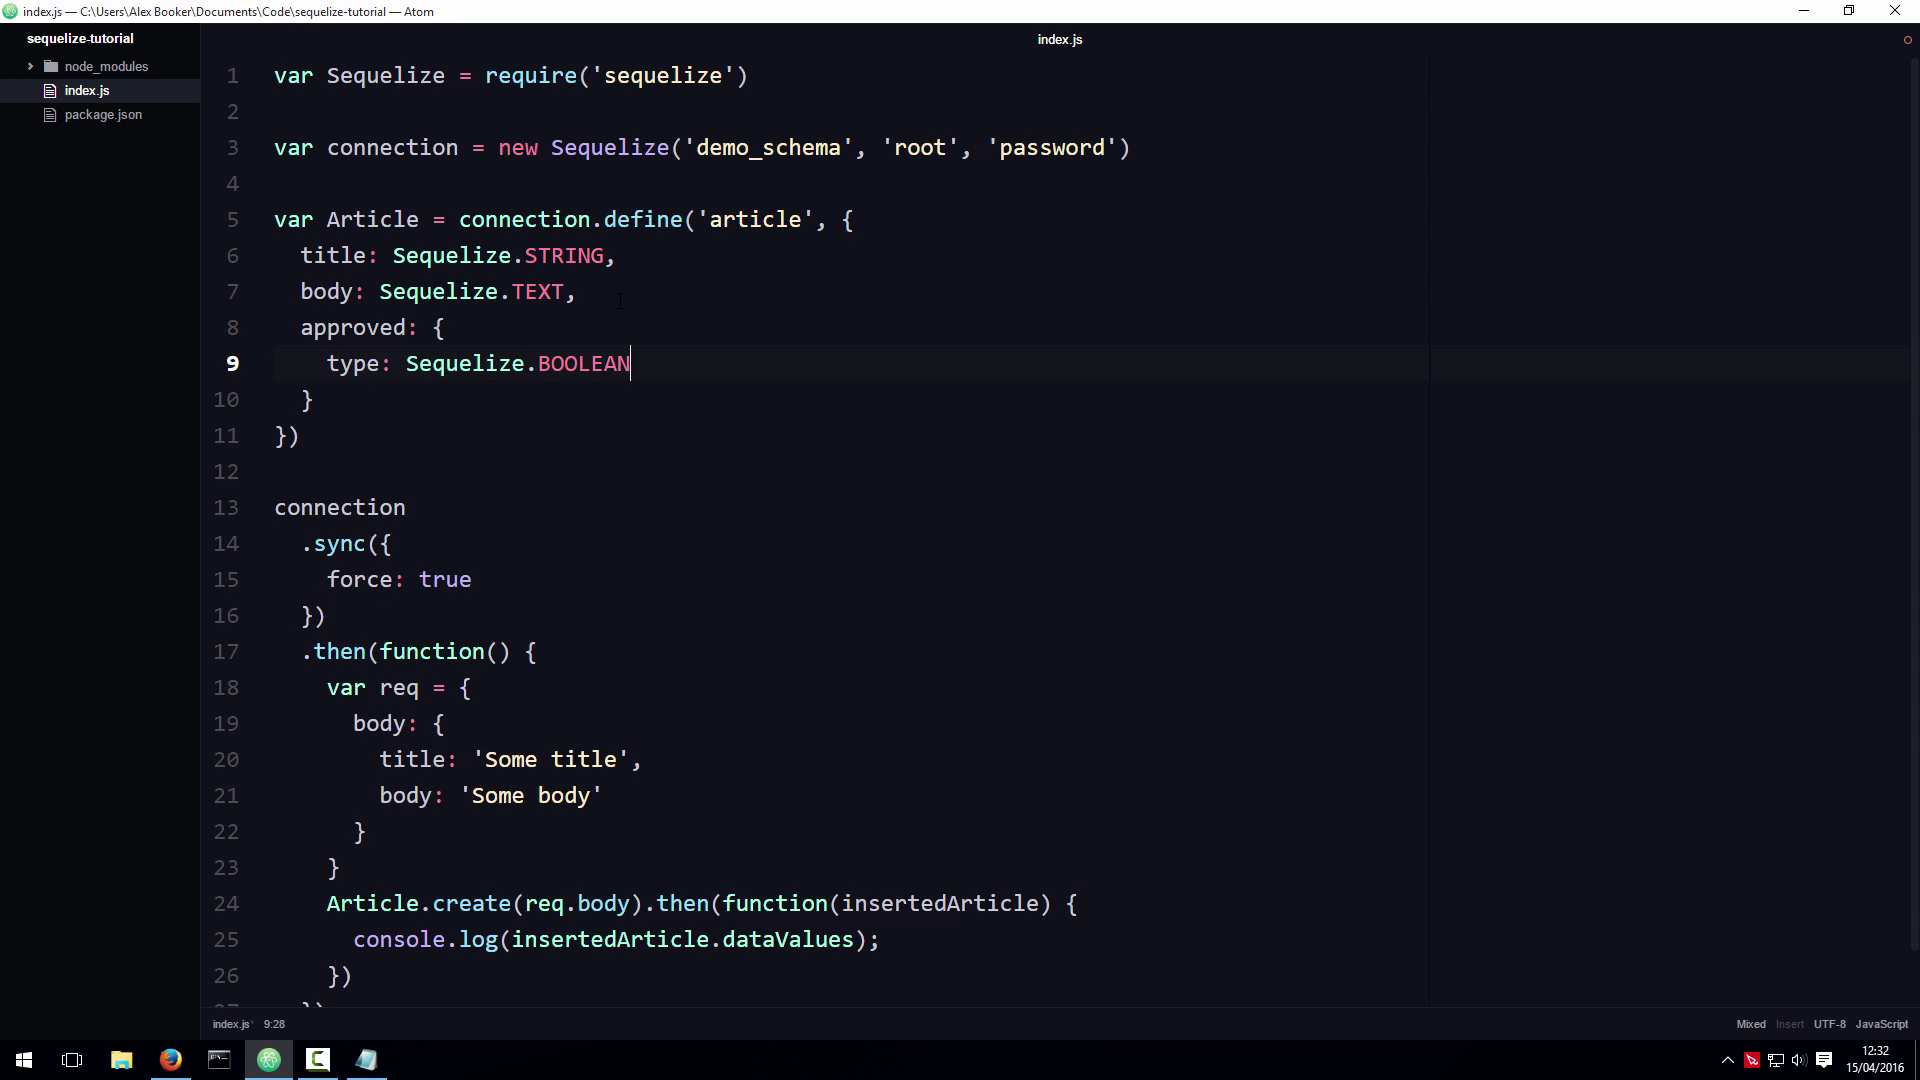 index.js — C:\Users\Alex Booker\Documents\Code\sequelize-tutorial — Atom
sequelize-tutorial
node_modules
index.js
package.json
index.js
1 var Sequelize = require('sequelize')
2
3 var connection = new Sequelize('demo_schema', 'root', 'password')
4
5 var Article = connection.define('article', {
6 title: Sequelize.STRING,
7 body: Sequelize.TEXT,
8 approved: {
9 type: Sequelize.BOOLEAN
10 }
11 })
12
13 connection
14 .sync({
15 force: true
16 })
17 .then(function() {
18 var req = {
19 body: {
20 title: 'Some title',
21 body: 'Some body'
22 }
23 }
24 Article.create(req.body).then(function(insertedArticle) {
25 console.log(insertedArticle.dataValues);
26 })
27 })
index.js* 9:28
Mixed Insert UTF-8 JavaScript
12:32
15/04/2016